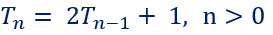 Tₙ = 2Tₙ₋₁ + 1, n > 0